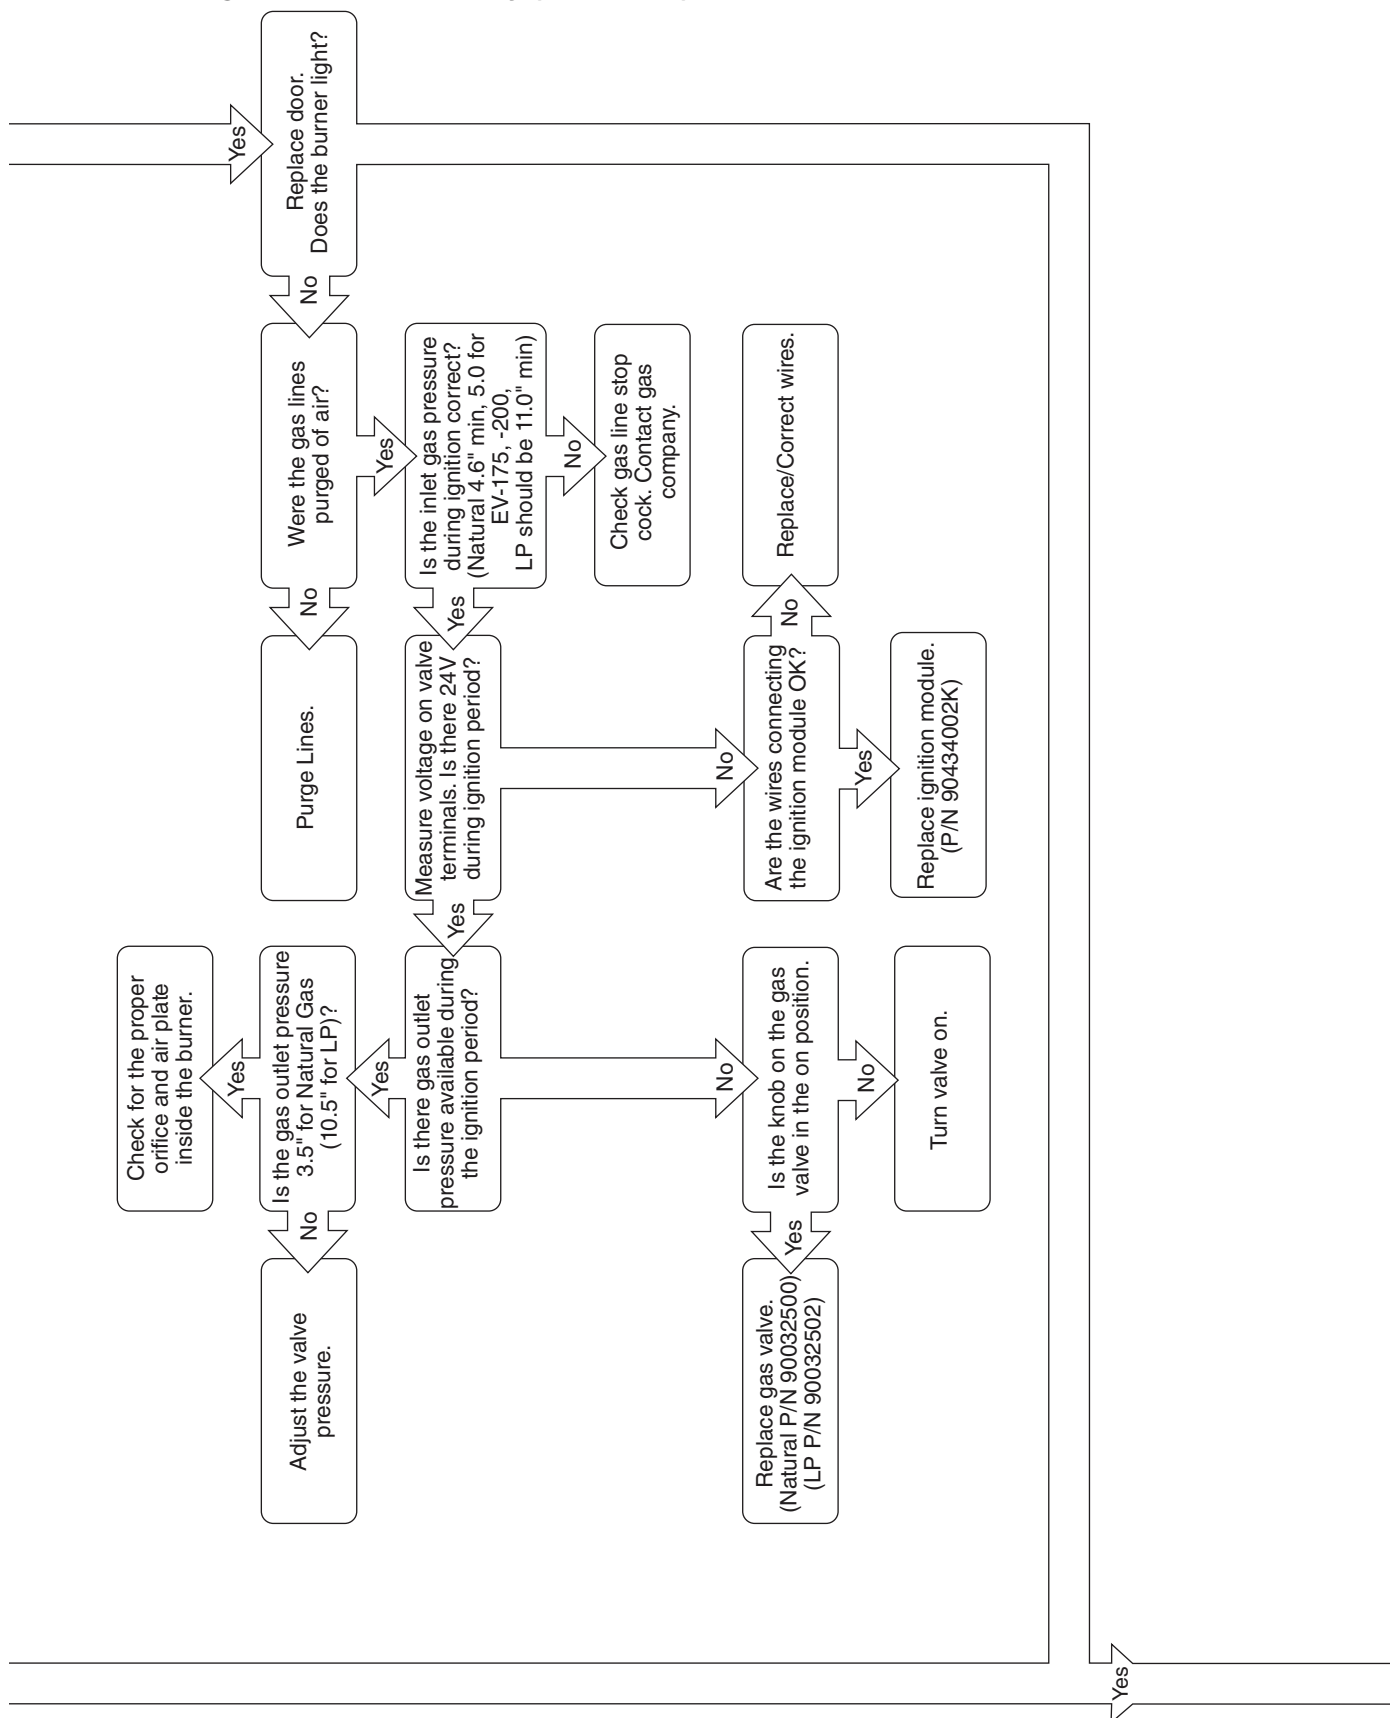 Yes
Replace door.
Does the burner light?
No
Were the gas lines
purged of air?
No
Purge Lines.
Yes
Is the inlet gas pressure
during ignition correct?
(Natural 4.6" min, 5.0 for
EV-175, -200,
LP should be 11.0" min)
No
Check gas line stop
cock. Contact gas
company.
Yes
Measure voltage on valve
terminals. Is there 24V
during ignition period?
No
Are the wires connecting
the ignition module OK?
No
Replace/Correct wires.
Yes
Replace ignition module.
(P/N 90434002K)
Yes
Is there gas outlet
pressure available during
the ignition period?
Yes
Is the gas outlet pressure
3.5" for Natural Gas
(10.5" for LP)?
Yes
Check for the proper
orifice and air plate
inside the burner.
No
Adjust the valve
pressure.
No
Is the knob on the gas
valve in the on position.
No
Turn valve on.
Yes
Replace gas valve.
(Natural P/N 90032500)
(LP P/N 90032502)
Yes